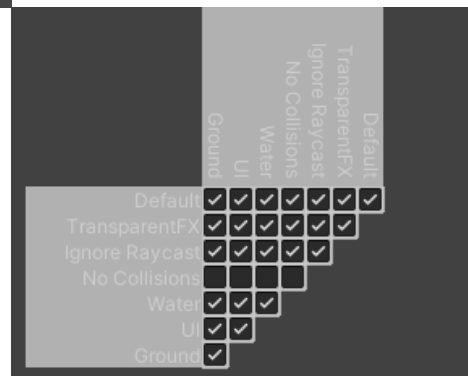 Ground
UI
Water
No Collisions
Ignore Raycast
TransparentFX
Default
Default
TransparentFX
Ignore Raycast
No Collisions
Water
UI
Ground